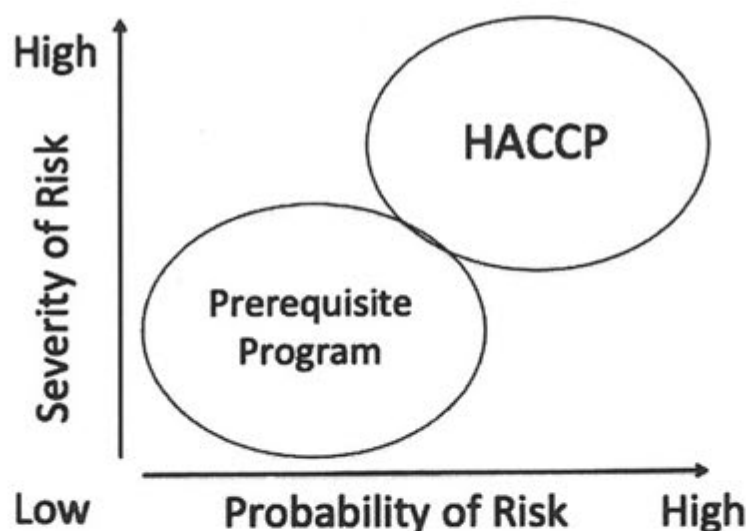 High
HACCP
Severity of Risk
Prerequisite
Program
Low
Probability of Risk
High